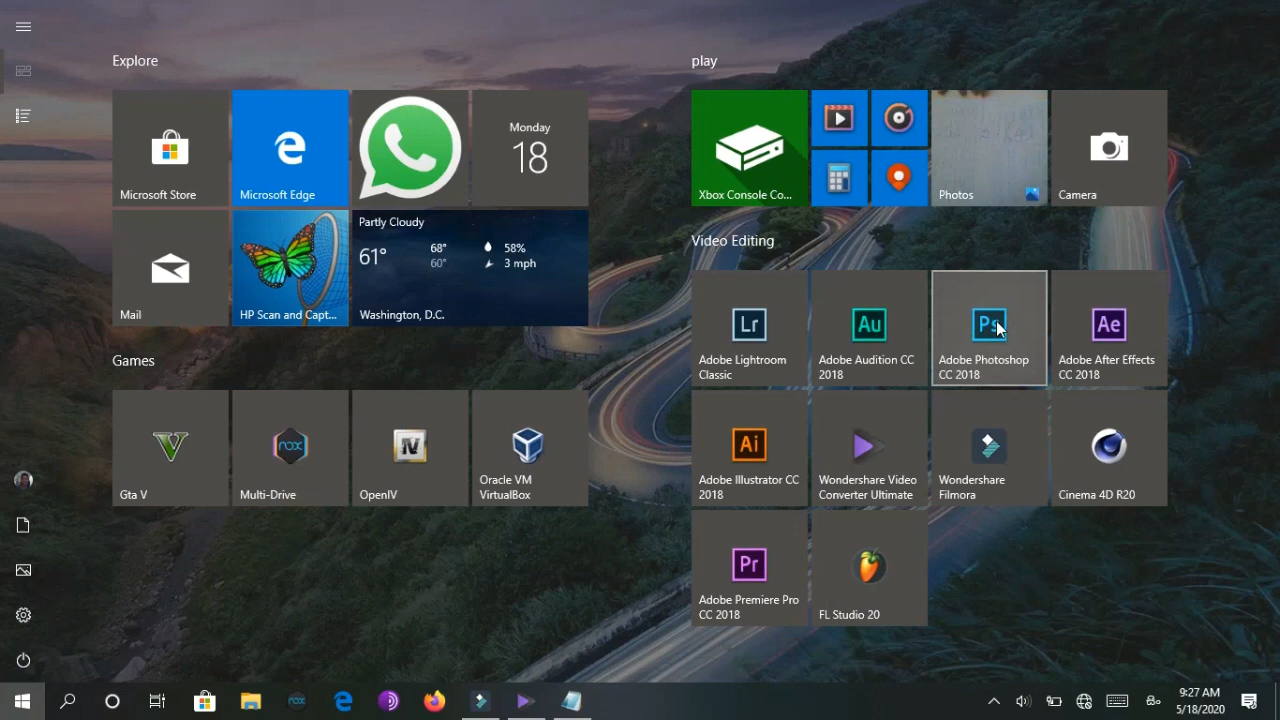 Explore
Microsoft Store
Microsoft Edge
Monday
18
Mail
HP Scan and Capt...
Partly Cloudy
61°
68°
60°
58%
3 mph
Washington, D.C.
Games
Gta V
nox
Multi-Drive
IV
OpenIV
Oracle VM
VirtualBox
play
Xbox Console Co...
Photos
Camera
Video Editing
Lr
Adobe Lightroom
Classic
Au
Adobe Audition CC
2018
Ps
Adobe Photoshop
CC 2018
Ae
Adobe After Effects
CC 2018
Ai
Adobe Illustrator CC
2018
Wondershare Video
Converter Ultimate
Wondershare
Filmora
Cinema 4D R20
Pr
Adobe Premiere Pro
CC 2018
FL Studio 20
nox
9:27 AM
5/18/2020